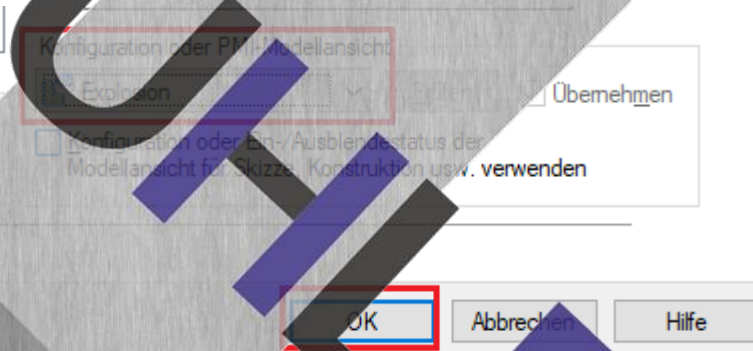 Konfiguration oder PMI-Modellansicht
Explosion
Übernehmen
Konfiguration oder Ein-/Ausblendestatus der
Modellansicht für Skizze, Konstruktion usw. verwenden
OK
Abbrechen
Hilfe